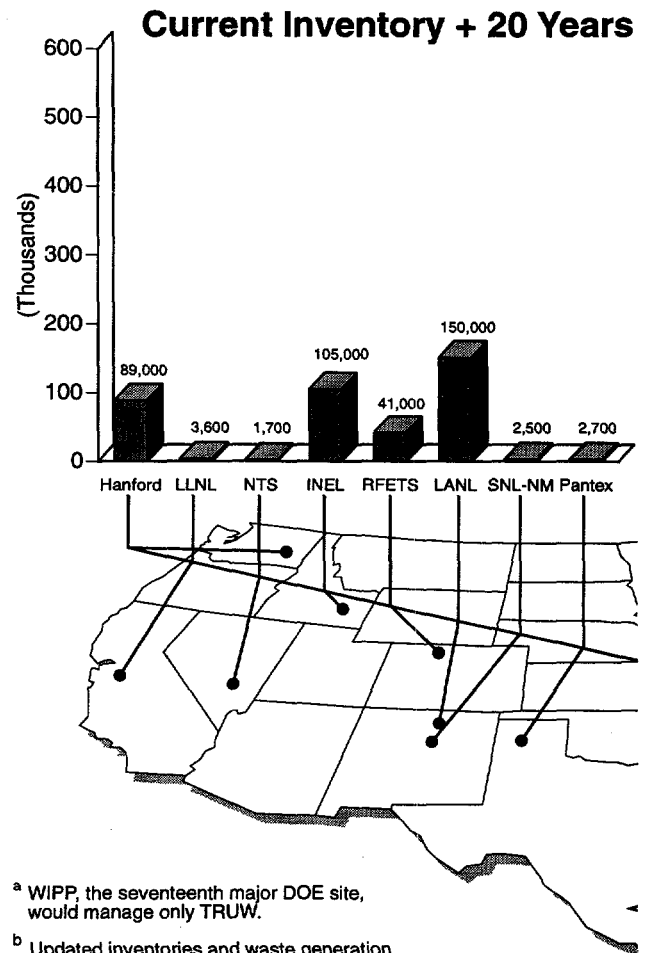 Current Inventory + 20 Years
600
500
400
300
200
100
0
(Thousands)
89,000
3,600
1,700
105,000
41,000
150,000
2,500
2,700
Hanford LLNL NTS INEL RFETS LANL SNL-NM Pantex
a WIPP, the seventeenth major DOE site,
would manage only TRUW.
b Updated inventories and waste generation